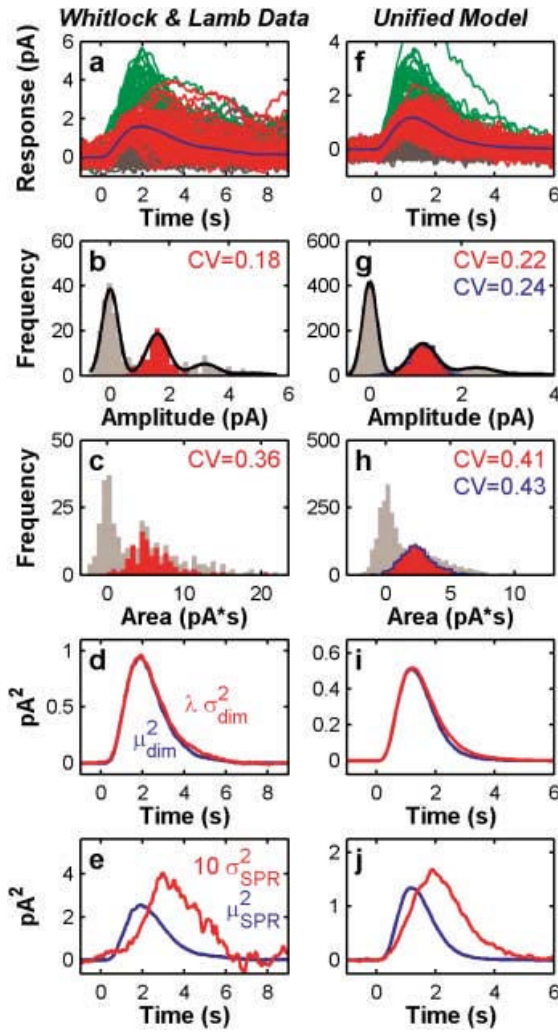 Whitlock & Lamb Data
Unified Model
a
f
Response (pA)
6
4
2
0
4
2
0
0 2 4 6 8
0 2 4 6
Time (s)
Time (s)
b
g
CV=0.18
CV=0.22
CV=0.24
Frequency
60
40
20
0
600
400
200
0
0 2 4 6
0 2 4
Amplitude (pA)
Amplitude (pA)
c
h
CV=0.36
CV=0.41
CV=0.43
Frequency
50
25
0
500
250
0
0 10 20
0 5 10
Area (pA*s)
Area (pA*s)
d
i
pA²
1
0.5
0
0.6
0.4
0.2
0
λ σ²dim
μ²dim
0 2 4 6 8
0 2 4 6
Time (s)
Time (s)
e
j
pA²
4
2
0
2
1
0
10 σ²SPR
μ²SPR
0 2 4 6 8
0 2 4 6
Time (s)
Time (s)